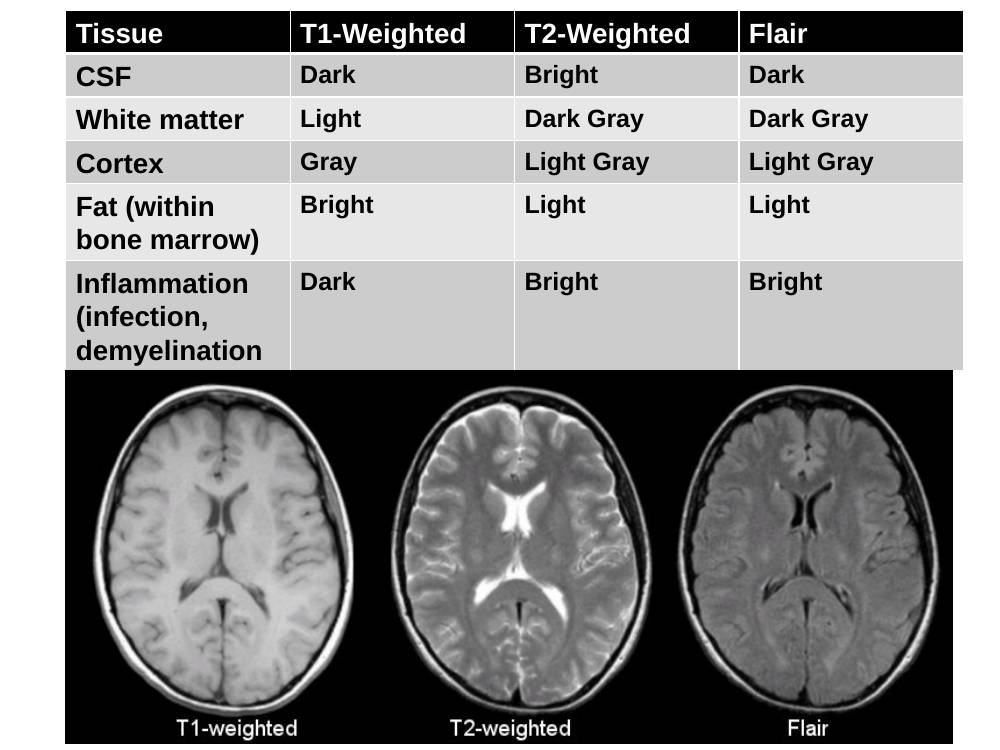 Tissue T1-Weighted T2-Weighted Flair
CSF Dark Bright Dark
White matter Light Dark Gray Dark Gray
Cortex Gray Light Gray Light Gray
Fat (within Bright Light Light
bone marrow)
Inflammation Dark Bright Bright
(infection,
demyelination
T1-weighted T2-weighted Flair